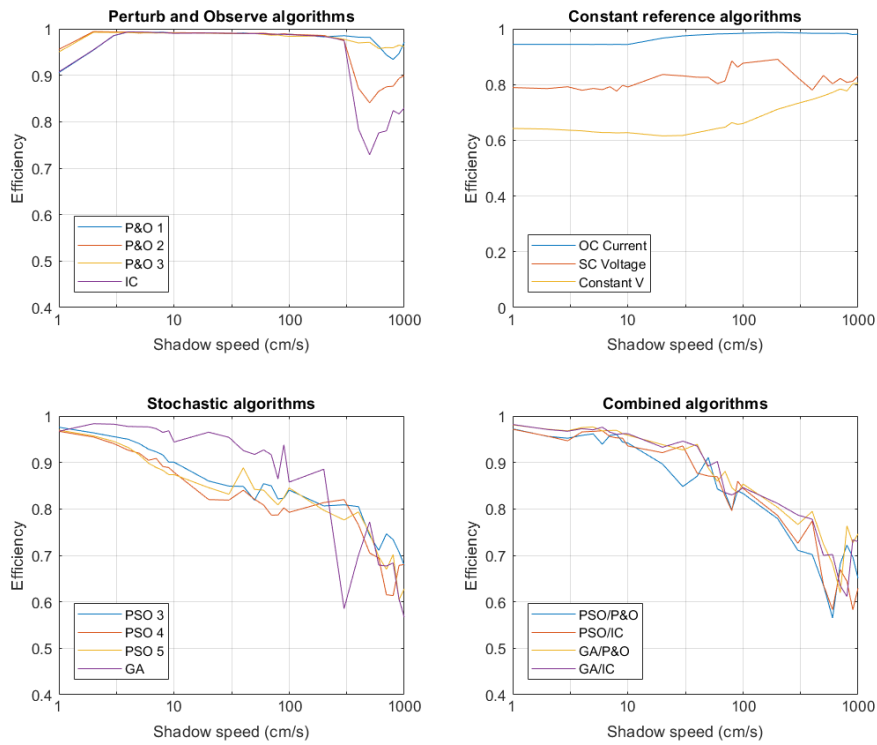 Perturb and Observe algorithms
1
0.9
0.8
0.7
0.6
0.5
0.4
Efficiency
P&O 1
P&O 2
P&O 3
IC
1
10
100
1000
Shadow speed (cm/s)
Constant reference algorithms
1
0.8
0.6
0.4
0.2
0
Efficiency
OC Current
SC Voltage
Constant V
1
10
100
1000
Shadow speed (cm/s)
Stochastic algorithms
1
0.9
0.8
0.7
0.6
0.5
0.4
Efficiency
PSO 3
PSO 4
PSO 5
GA
1
10
100
1000
Shadow speed (cm/s)
Combined algorithms
1
0.9
0.8
0.7
0.6
0.5
0.4
Efficiency
PSO/P&O
PSO/IC
GA/P&O
GA/IC
1
10
100
1000
Shadow speed (cm/s)